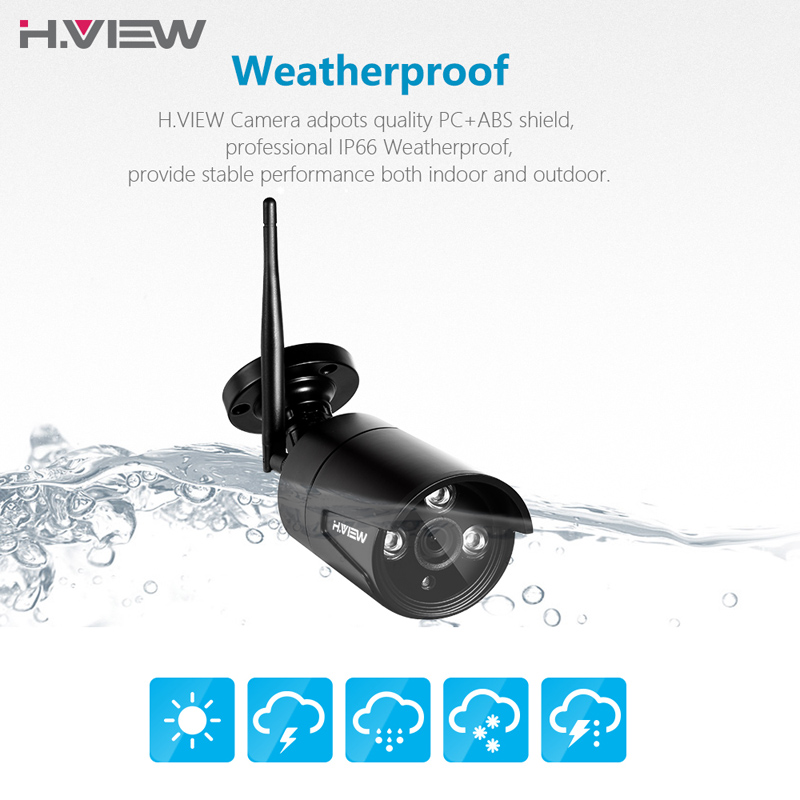 H.VIEW
Weatherproof
H.VIEW Camera adpots quality PC+ABS shield,
professional IP66 Weatherproof,
provide stable performance both indoor and outdoor.
H.VIEW